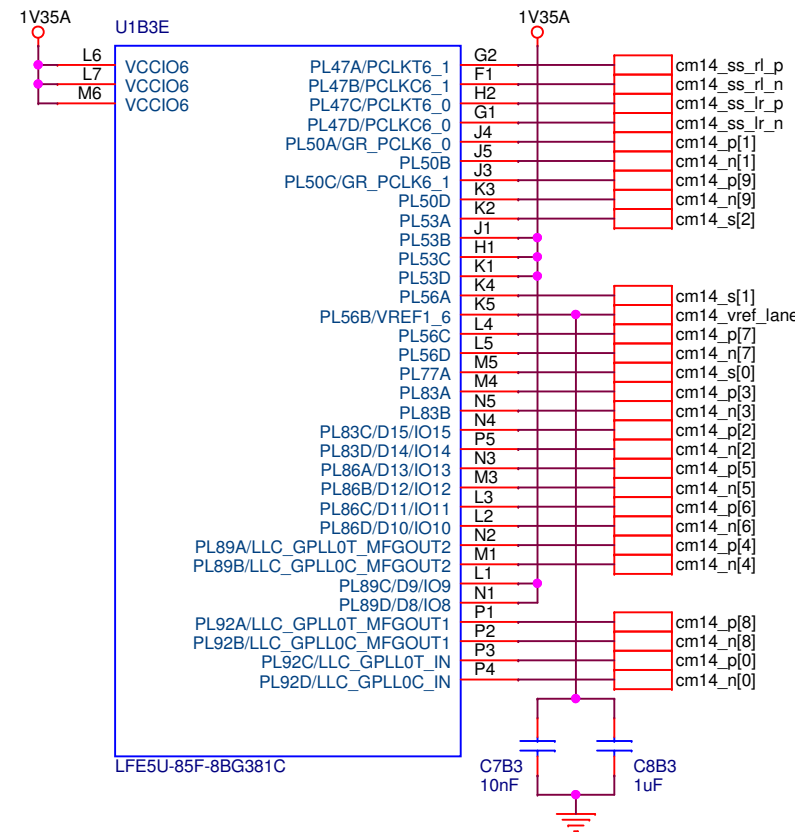 1V35A
U1B3E
1V35A
L6 VCCIO6 PL47A/PCLKT6_1 G2 cm14_ss_rl_p
L7 VCCIO6 PL47B/PCLKC6_1 F1 cm14_ss_rl_n
M6 VCCIO6 PL47C/PCLKT6_0 H2 cm14_ss_lr_p
PL47D/PCLKC6_0 G1 cm14_ss_lr_n
PL50A/GR_PCLK6_0 J4 cm14_p[1]
PL50B J5 cm14_n[1]
PL50C/GR_PCLK6_1 J3 cm14_p[9]
PL50D K3 cm14_n[9]
PL53A K2 cm14_s[2]
PL53B J1
PL53C H1
PL53D K1
PL56A K4 cm14_s[1]
PL56B/VREF1_6 K5 cm14_vref_lane
PL56C L4 cm14_p[7]
PL56D L5 cm14_n[7]
PL77A M5 cm14_s[0]
PL83A M4 cm14_p[3]
PL83B N5 cm14_n[3]
PL83C/D15/IO15 N4 cm14_p[2]
PL83D/D14/IO14 P5 cm14_n[2]
PL86A/D13/IO13 N3 cm14_p[5]
PL86B/D12/IO12 M3 cm14_n[5]
PL86C/D11/IO11 L3 cm14_p[6]
PL86D/D10/IO10 L2 cm14_n[6]
PL89A/LLC_GPLL0T_MFGOUT2 N2 cm14_p[4]
PL89B/LLC_GPLL0C_MFGOUT2 M1 cm14_n[4]
PL89C/D9/IO9 L1
PL89D/D8/IO8 N1
PL92A/LLC_GPLL0T_MFGOUT1 P1 cm14_p[8]
PL92B/LLC_GPLL0C_MFGOUT1 P2 cm14_n[8]
PL92C/LLC_GPLL0T_IN P3 cm14_p[0]
PL92D/LLC_GPLL0C_IN P4 cm14_n[0]
LFE5U-85F-8BG381C
C7B3 C8B3
10nF 1uF